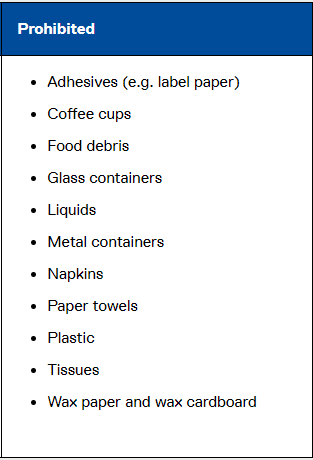 Prohibited
• Adhesives (e.g. label paper)
• Coffee cups
• Food debris
• Glass containers
• Liquids
• Metal containers
• Napkins
• Paper towels
• Plastic
• Tissues
• Wax paper and wax cardboard